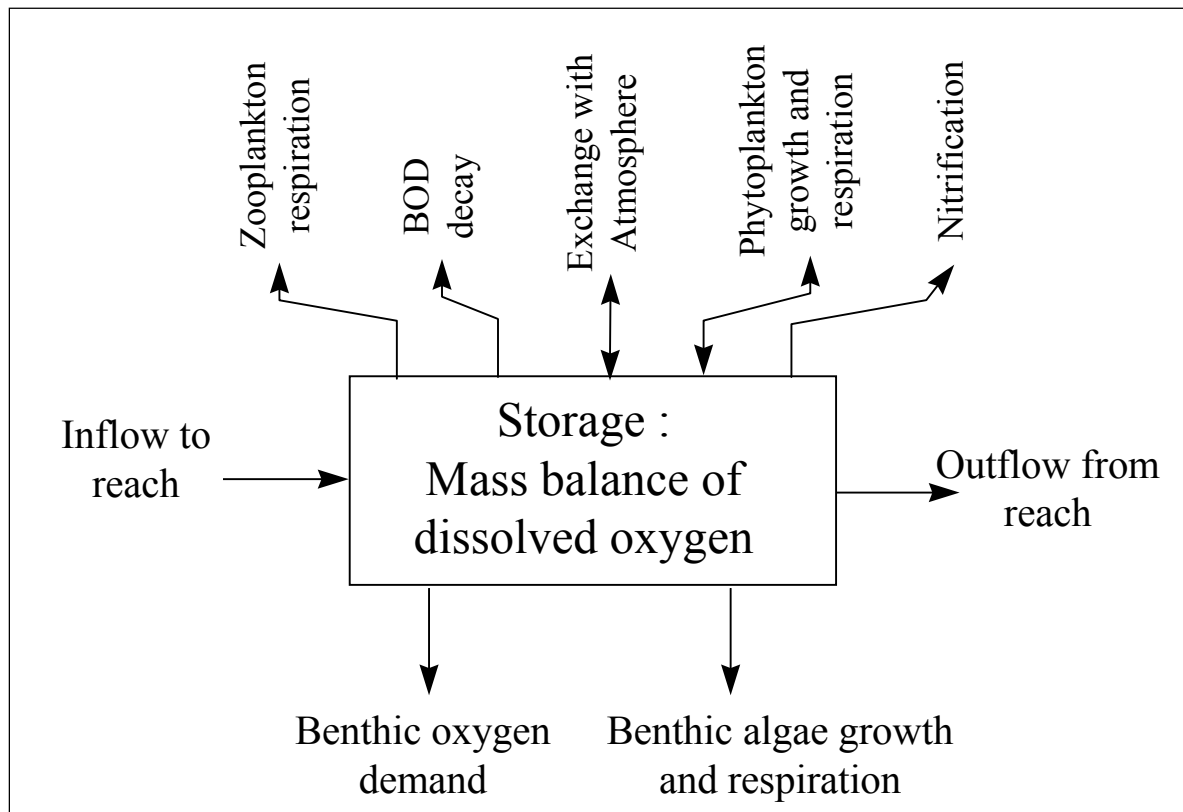 Zooplankton
respiration
BOD
decay
Exchange with
Atmosphere
Phytoplankton
growth and
respiration
Nitrification
Inflow to
reach
Storage :
Mass balance of
dissolved oxygen
Outflow from
reach
Benthic oxygen
demand
Benthic algae growth
and respiration